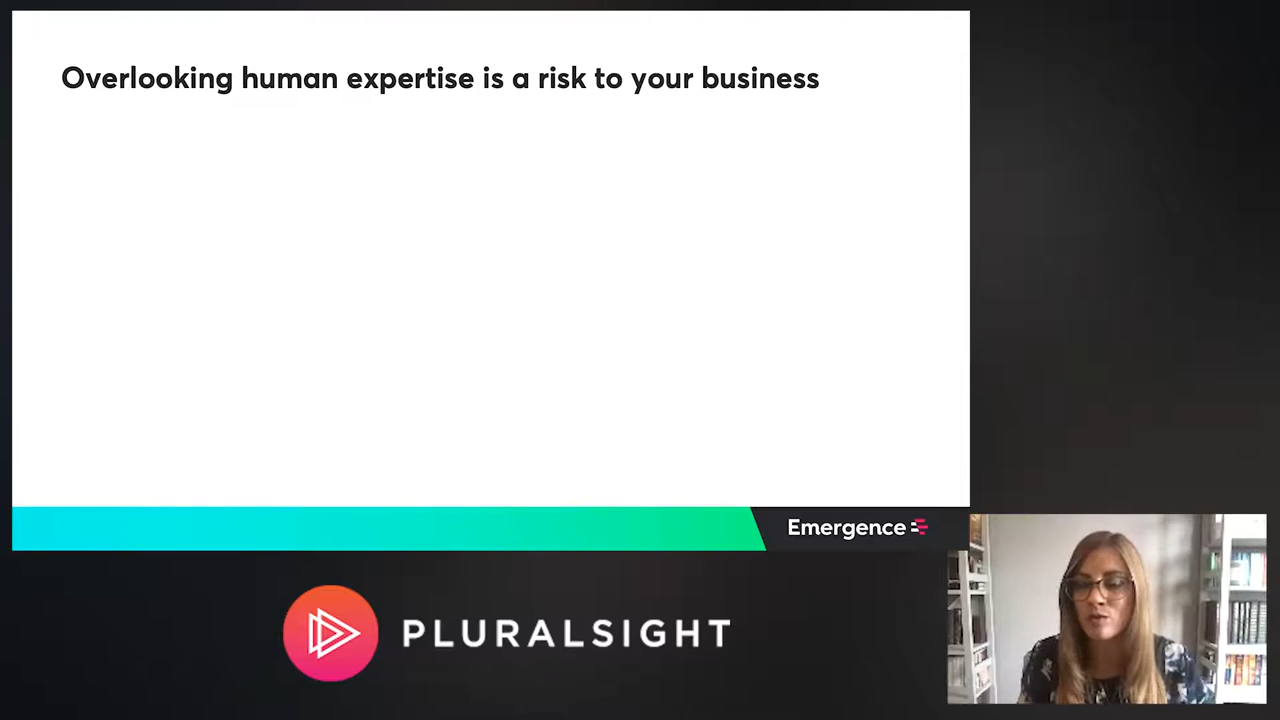 Overlooking human expertise is a risk to your business
Emergence
PLURALSIGHT